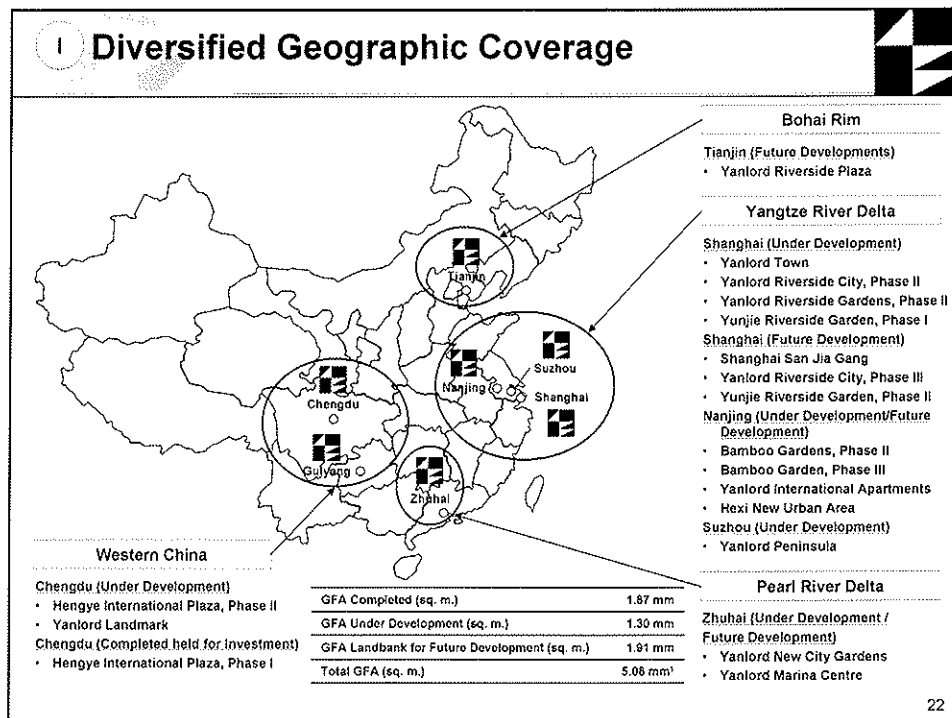 I Diversified Geographic Coverage
Bohai Rim
Tianjin (Future Developments)
• Yanlord Riverside Plaza
Yangtze River Delta
Shanghai (Under Development)
• Yanlord Town
• Yanlord Riverside City, Phase II
• Yanlord Riverside Gardens, Phase II
• Yunjie Riverside Garden, Phase I
Shanghai (Future Development)
• Shanghai San Jia Gang
• Yanlord Riverside City, Phase III
• Yunjie Riverside Garden, Phase II
Nanjing (Under Development/Future
Development)
• Bamboo Gardens, Phase II
• Bamboo Garden, Phase III
• Yanlord International Apartments
• Hexi New Urban Area
Suzhou (Under Development)
• Yanlord Peninsula
Pearl River Delta
Zhuhai (Under Development /
Future Development)
• Yanlord New City Gardens
• Yanlord Marina Centre
Tianjin
Nanjing
Suzhou
Shanghai
Chengdu
Guiyang
Zhuhai
Western China
Chengdu (Under Development)
• Hengye International Plaza, Phase II
• Yanlord Landmark
Chengdu (Completed held for Investment)
• Hengye International Plaza, Phase I
GFA Completed (sq. m.) 1.87 mm
GFA Under Development (sq. m.) 1.30 mm
GFA Landbank for Future Development (sq. m.) 1.91 mm
Total GFA (sq. m.) 5.08 mm¹
22